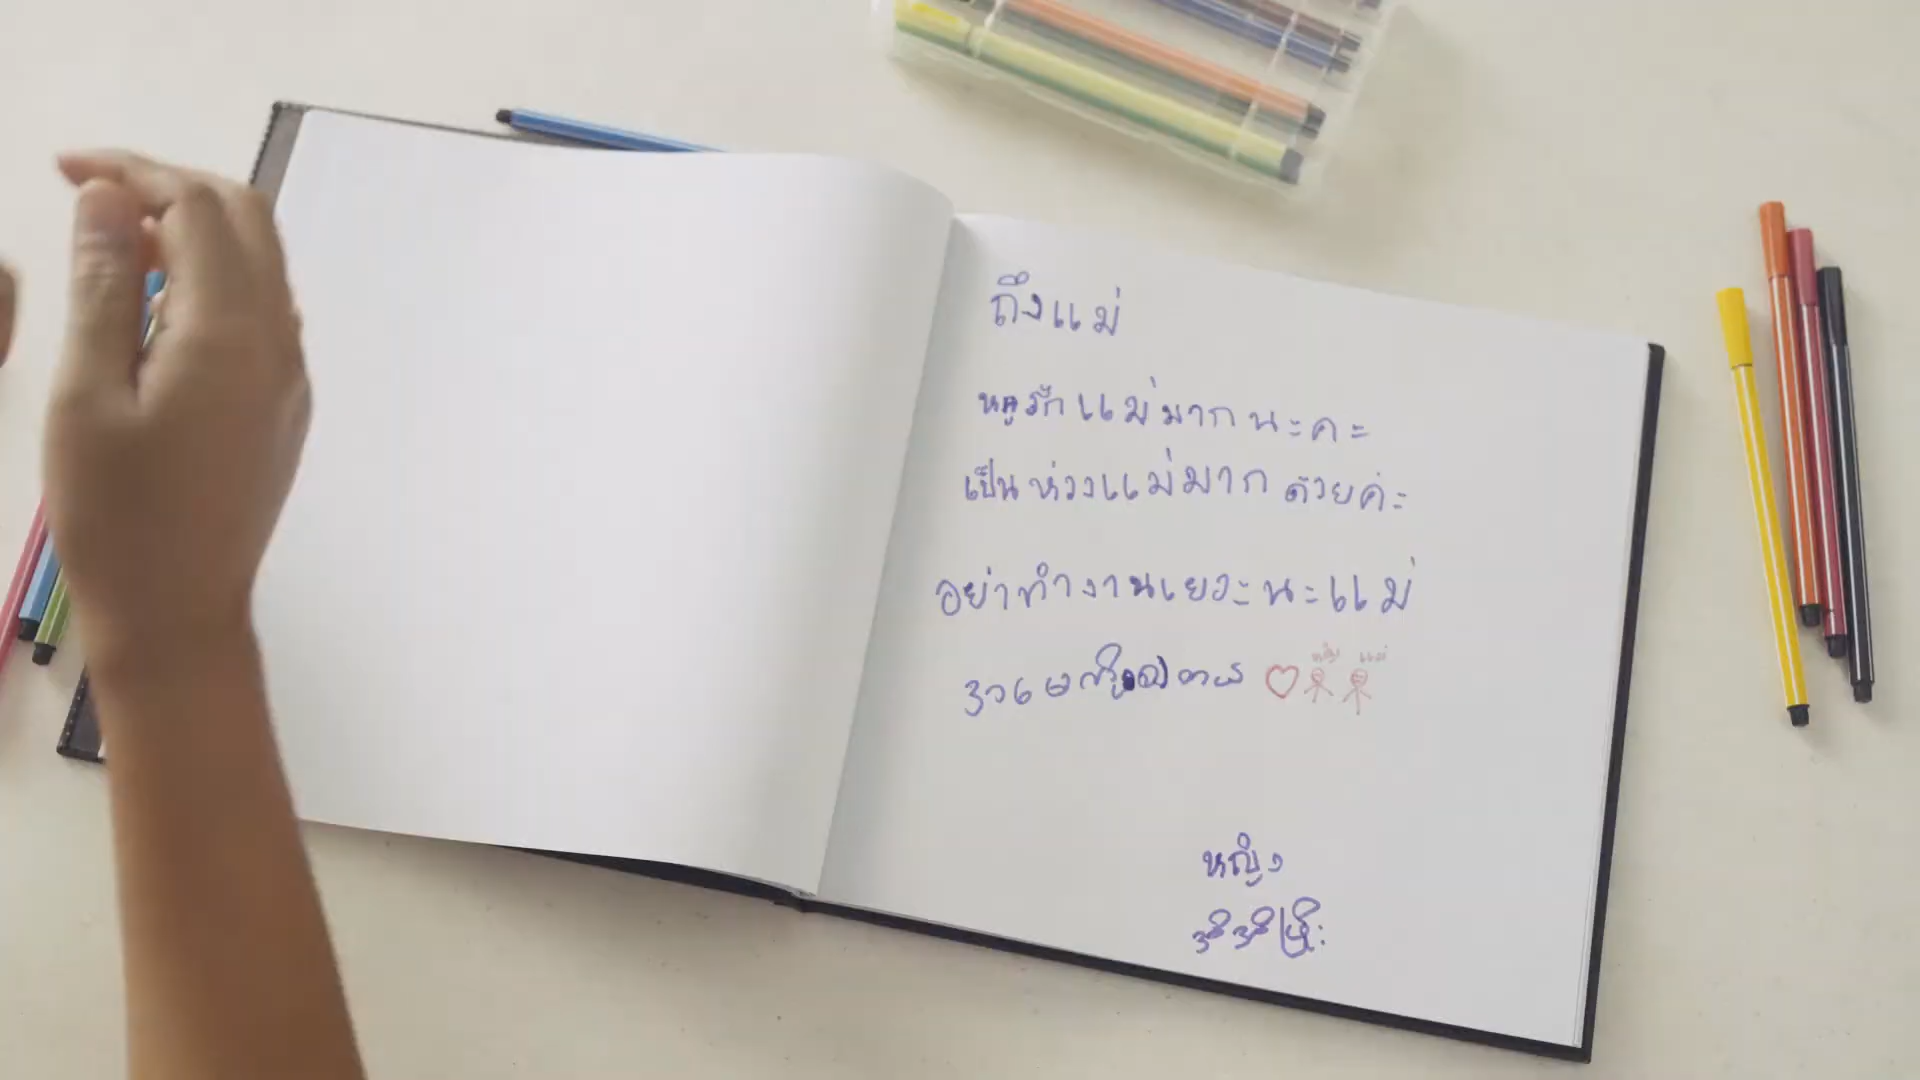 ถึงแม่
หนูรักแม่มากนะคะ
เป็นห่วงแม่มากด้วยค่ะ
อย่าทำงานเยอะนะแม่
หญิง แม่
หญิง